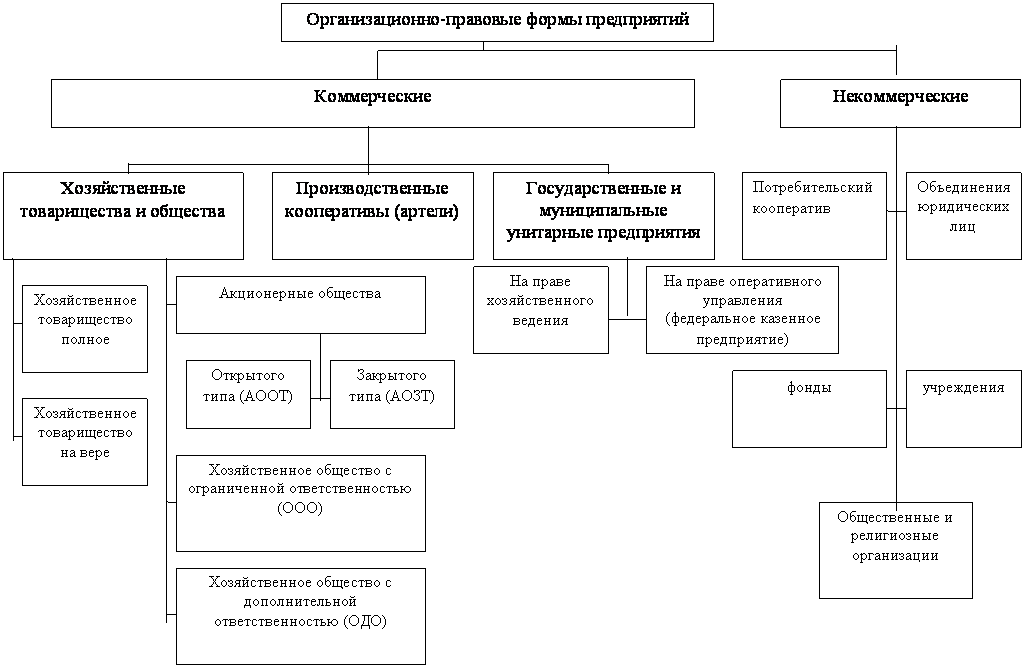 Организационно-правовые формы предприятий
Коммерческие
Некоммерческие
Хозяйственные
товарищества и общества
Производственные
кооперативы (артели)
Государственные и
муниципальные
унитарные предприятия
Потребительский
кооператив
Объединения
юридических
лиц
Хозяйственное
товарищество
полное
Хозяйственное
товарищество
на вере
Акционерные общества
Открытого
типа (АООТ)
Закрытого
типа (АОЗТ)
Хозяйственное общество с
ограниченной ответственностью
(ООО)
Хозяйственное общество с
дополнительной
ответственностью (ОДО)
На праве
хозяйственного
ведения
На праве оперативного
управления
(федеральное казенное
предприятие)
фонды
учреждения
Общественные и
религиозные
организации